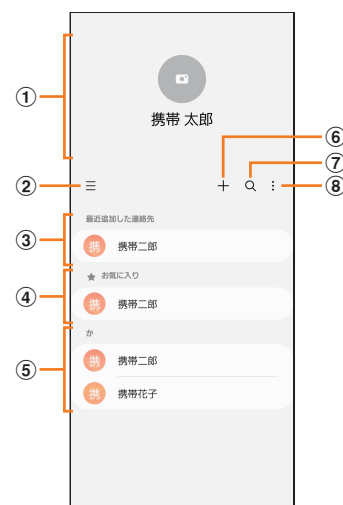 ①
携帯 太郎
⑥
⑦
② ⑧
最近追加した連絡先
③ 携 携帯二郎
お気に入り
④ 携 携帯二郎
か
⑤ 携 携帯二郎
携 携帯花子